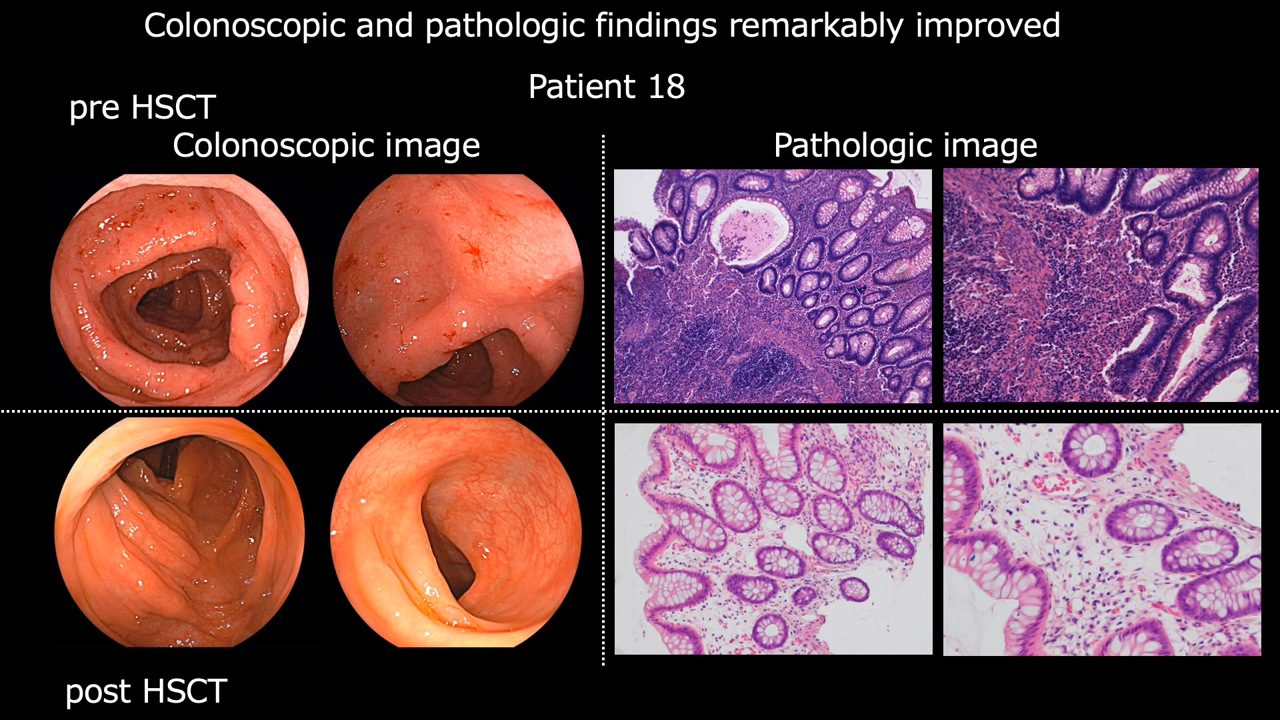 Colonoscopic and pathologic findings remarkably improved
Patient 18
pre HSCT
Colonoscopic image
Pathologic image
post HSCT